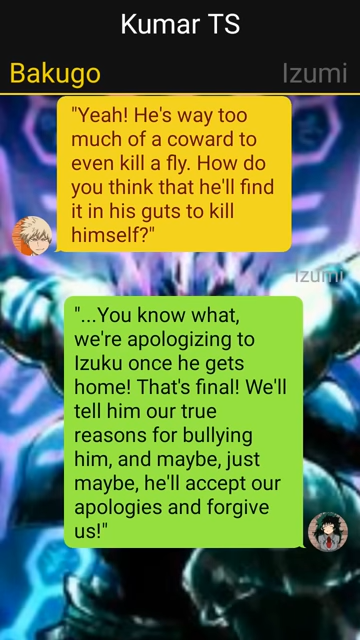 Kumar TS
Bakugo Izumi
"Yeah! He's way too
much of a coward to
even kill a fly. How do
you think that he'll find
it in his guts to kill
himself?"
Izumi
"...You know what,
we're apologizing to
Izuku once he gets
home! That's final! We'll
tell him our true
reasons for bullying
him, and maybe, just
maybe, he'll accept our
apologies and forgive
us!"